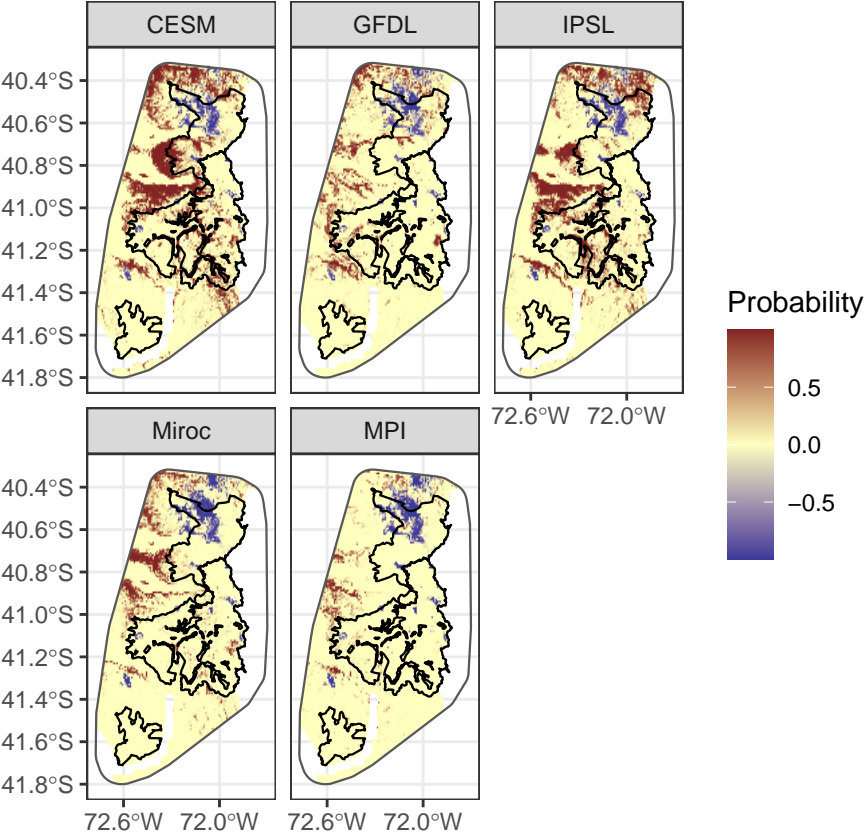 CESM GFDL IPSL
40.4°S
40.6°S
40.8°S
41.0°S
41.2°S
41.4°S
41.6°S
41.8°S
72.6°W 72.0°W
Probability
0.5
0.0
−0.5
Miroc MPI
40.4°S
40.6°S
40.8°S
41.0°S
41.2°S
41.4°S
41.6°S
41.8°S
72.6°W 72.0°W 72.6°W 72.0°W